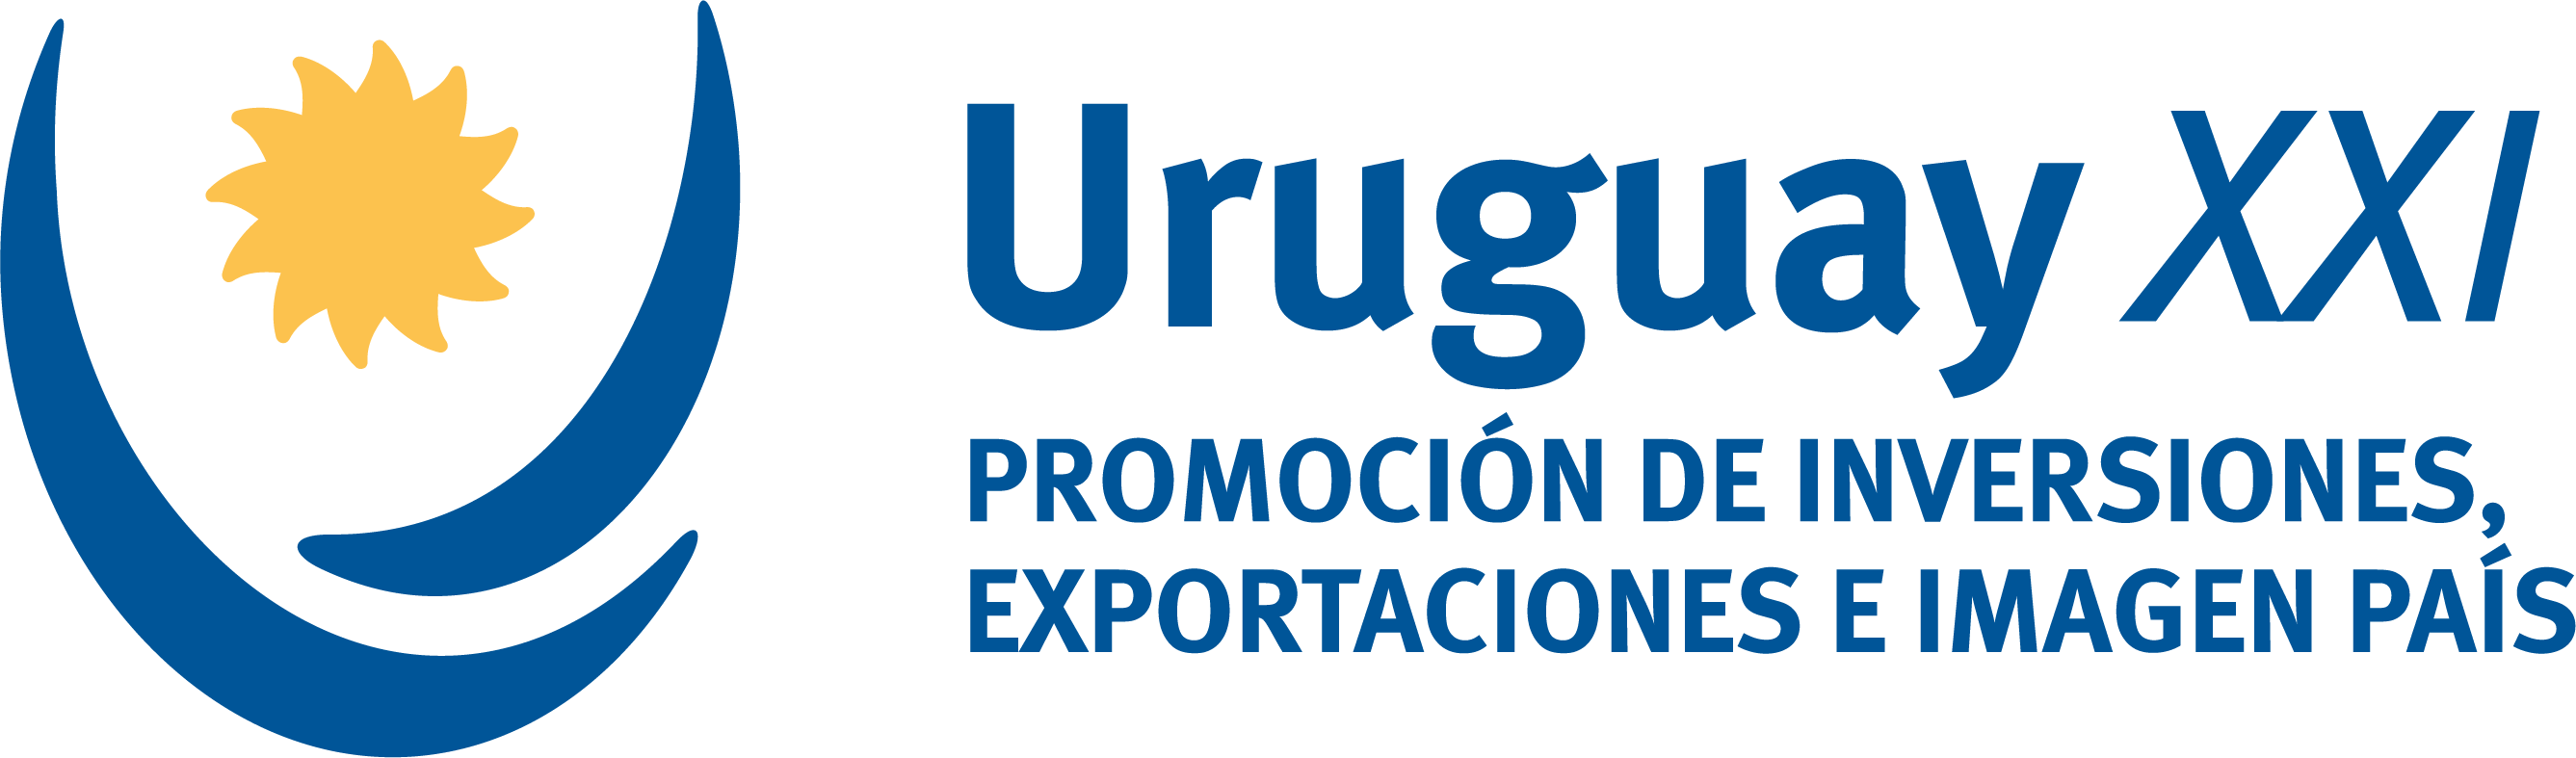 Uruguay XXI
PROMOCIÓN DE INVERSIONES,
EXPORTACIONES E IMAGEN PAÍS